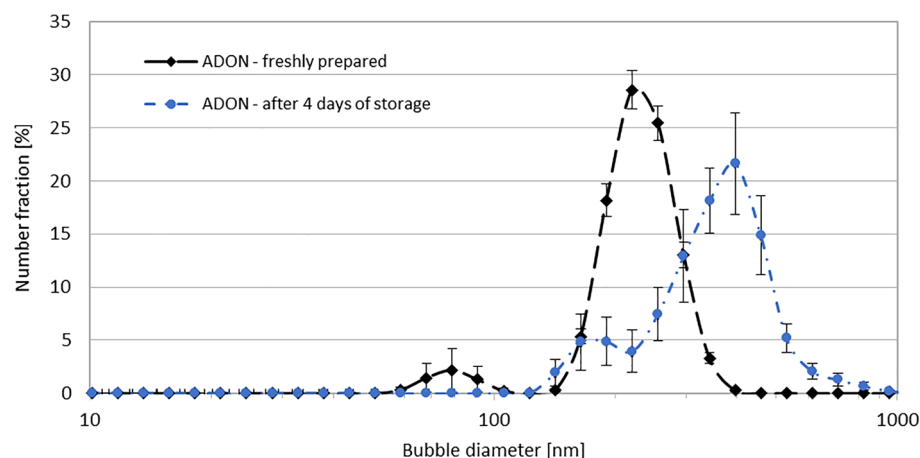 35
30
25
20
15
10
5
0
Number fraction [%]
ADON - freshly prepared
ADON - after 4 days of storage
10
100
1000
Bubble diameter [nm]